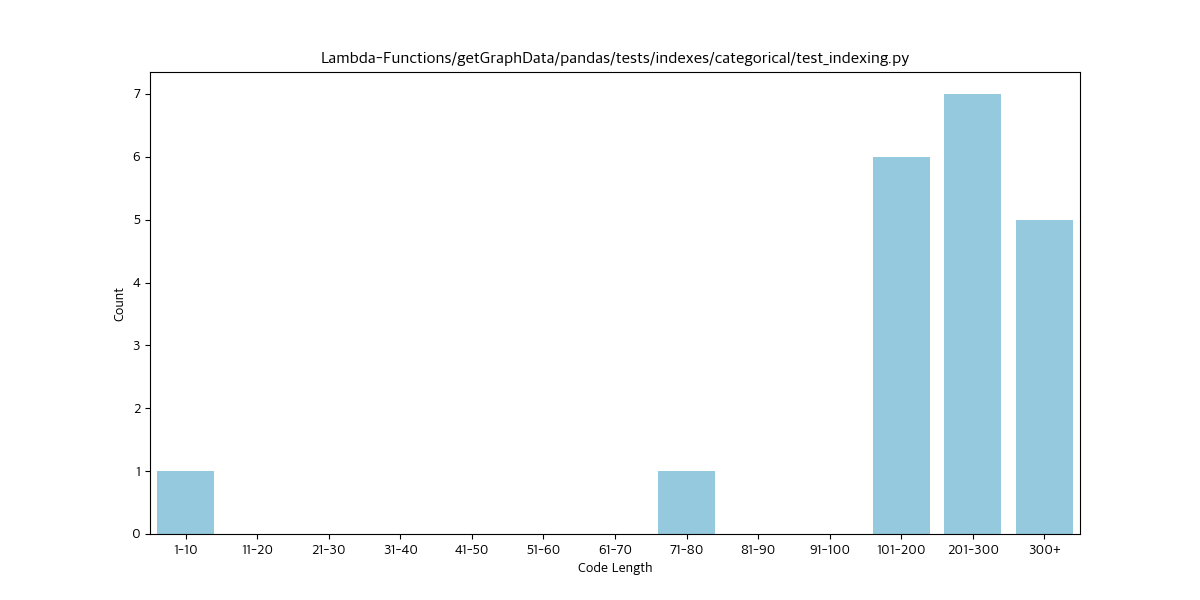 Lambda-Functions/getGraphData/pandas/tests/indexes/categorical/test_indexing.py
7
6
5
4
3
2
1
0
Count
1-10 11-20 21-30 31-40 41-50 51-60 61-70 71-80 81-90 91-100 101-200 201-300 300+
Code Length